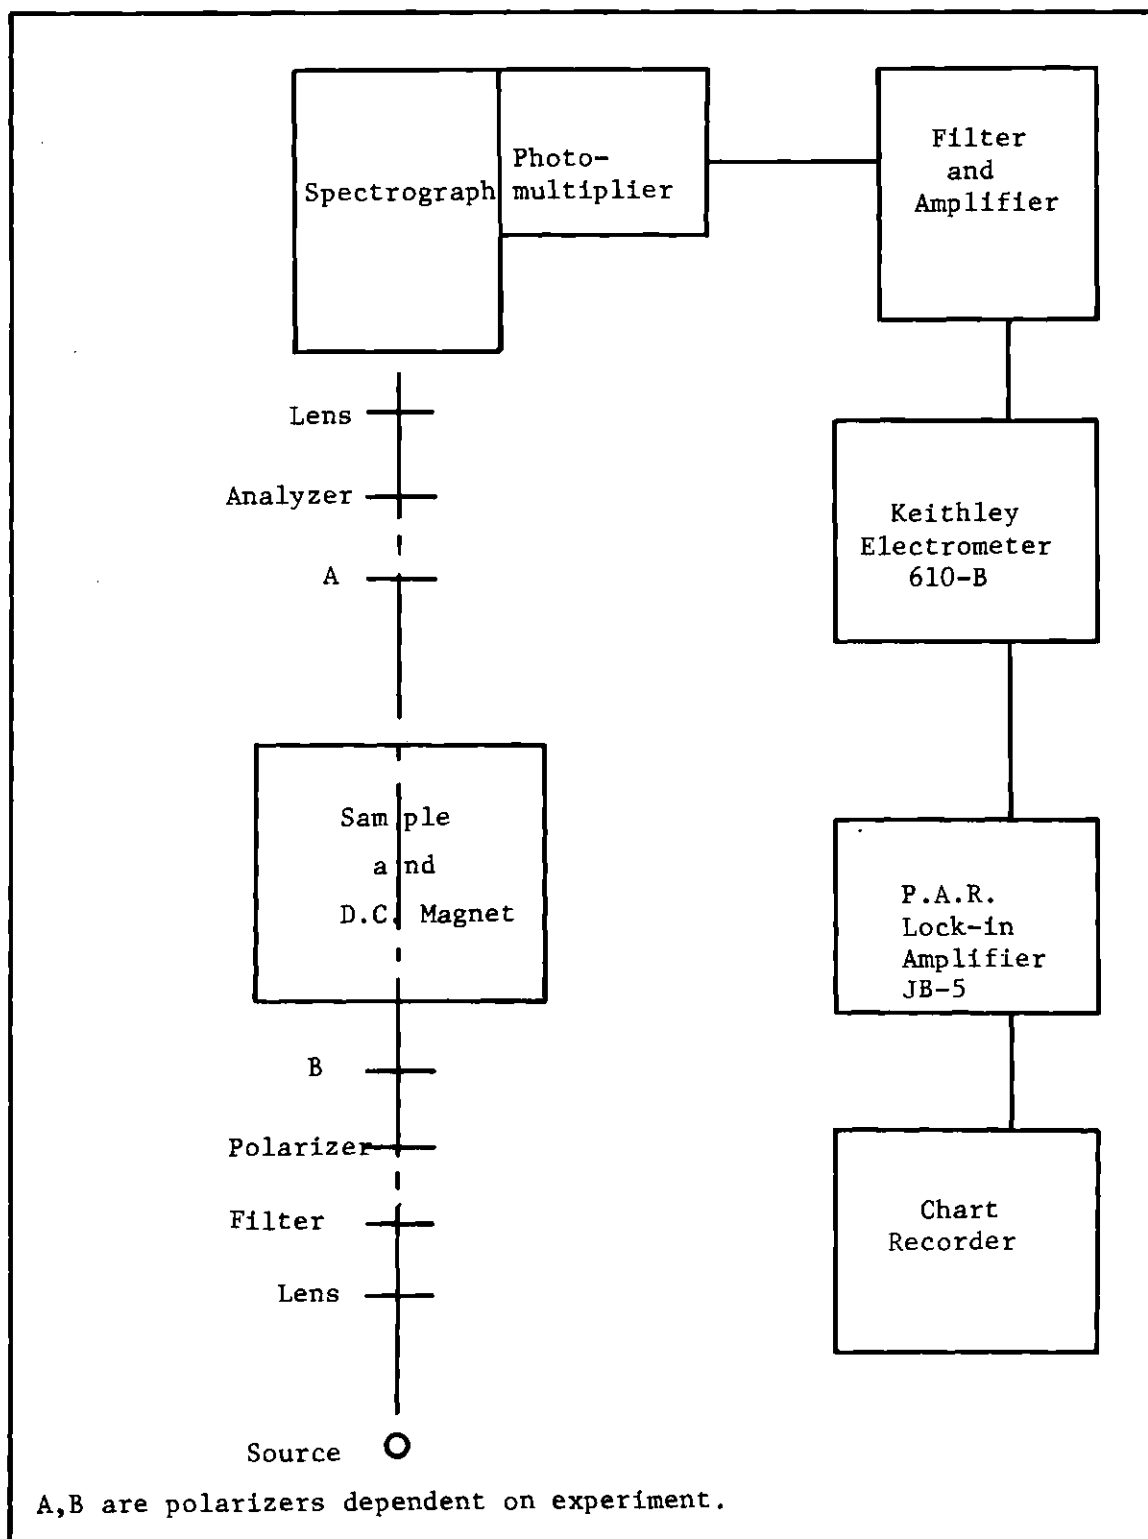 Spectrograph
Photo-
multiplier
Filter
and
Amplifier
Lens
Analyzer
A
Keithley
Electrometer
610-B
Sample
and
D.C. Magnet
P.A.R.
Lock-in
Amplifier
JB-5
B
Polarizer
Filter
Lens
Chart
Recorder
Source
A,B are polarizers dependent on experiment.